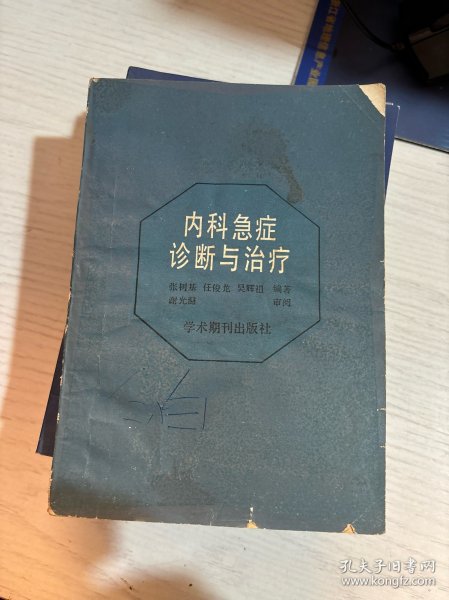 内科急症
诊断与治疗
张树基 任俊龙 吴辉祖 编著
谢光潞 审阅
学术期刊出版社
孔夫子旧书网
www.kongfz.com